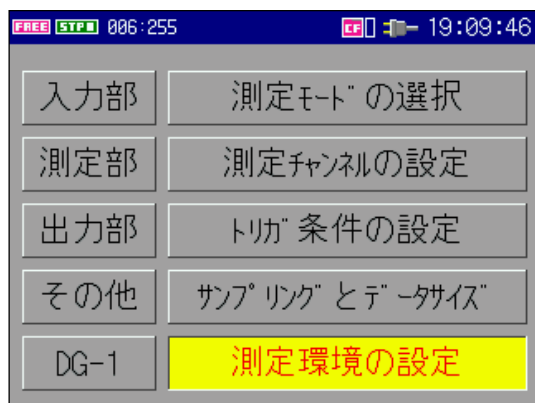 FREE STP 006:255 CF 19:09:46
入力部 測定ﾓｰﾄﾞの選択
測定部 測定ﾁｬﾝﾈﾙの設定
出力部 ﾄﾘｶﾞ条件の設定
その他 ｻﾝﾌﾟﾘﾝｸﾞとﾃﾞｰﾀｻｲｽﾞ
DG-1 測定環境の設定